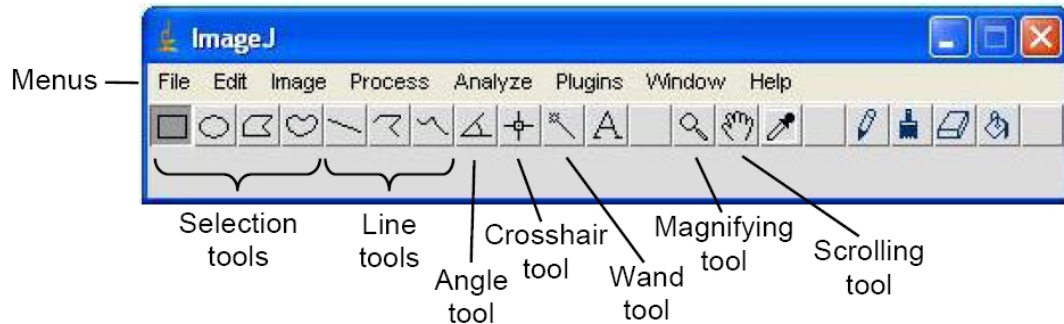 ImageJ
Menus
File Edit Image Process Analyze Plugins Window Help
A
Selection
tools
Line
tools
Angle
tool
Crosshair
tool
Wand
tool
Magnifying
tool
Scrolling
tool